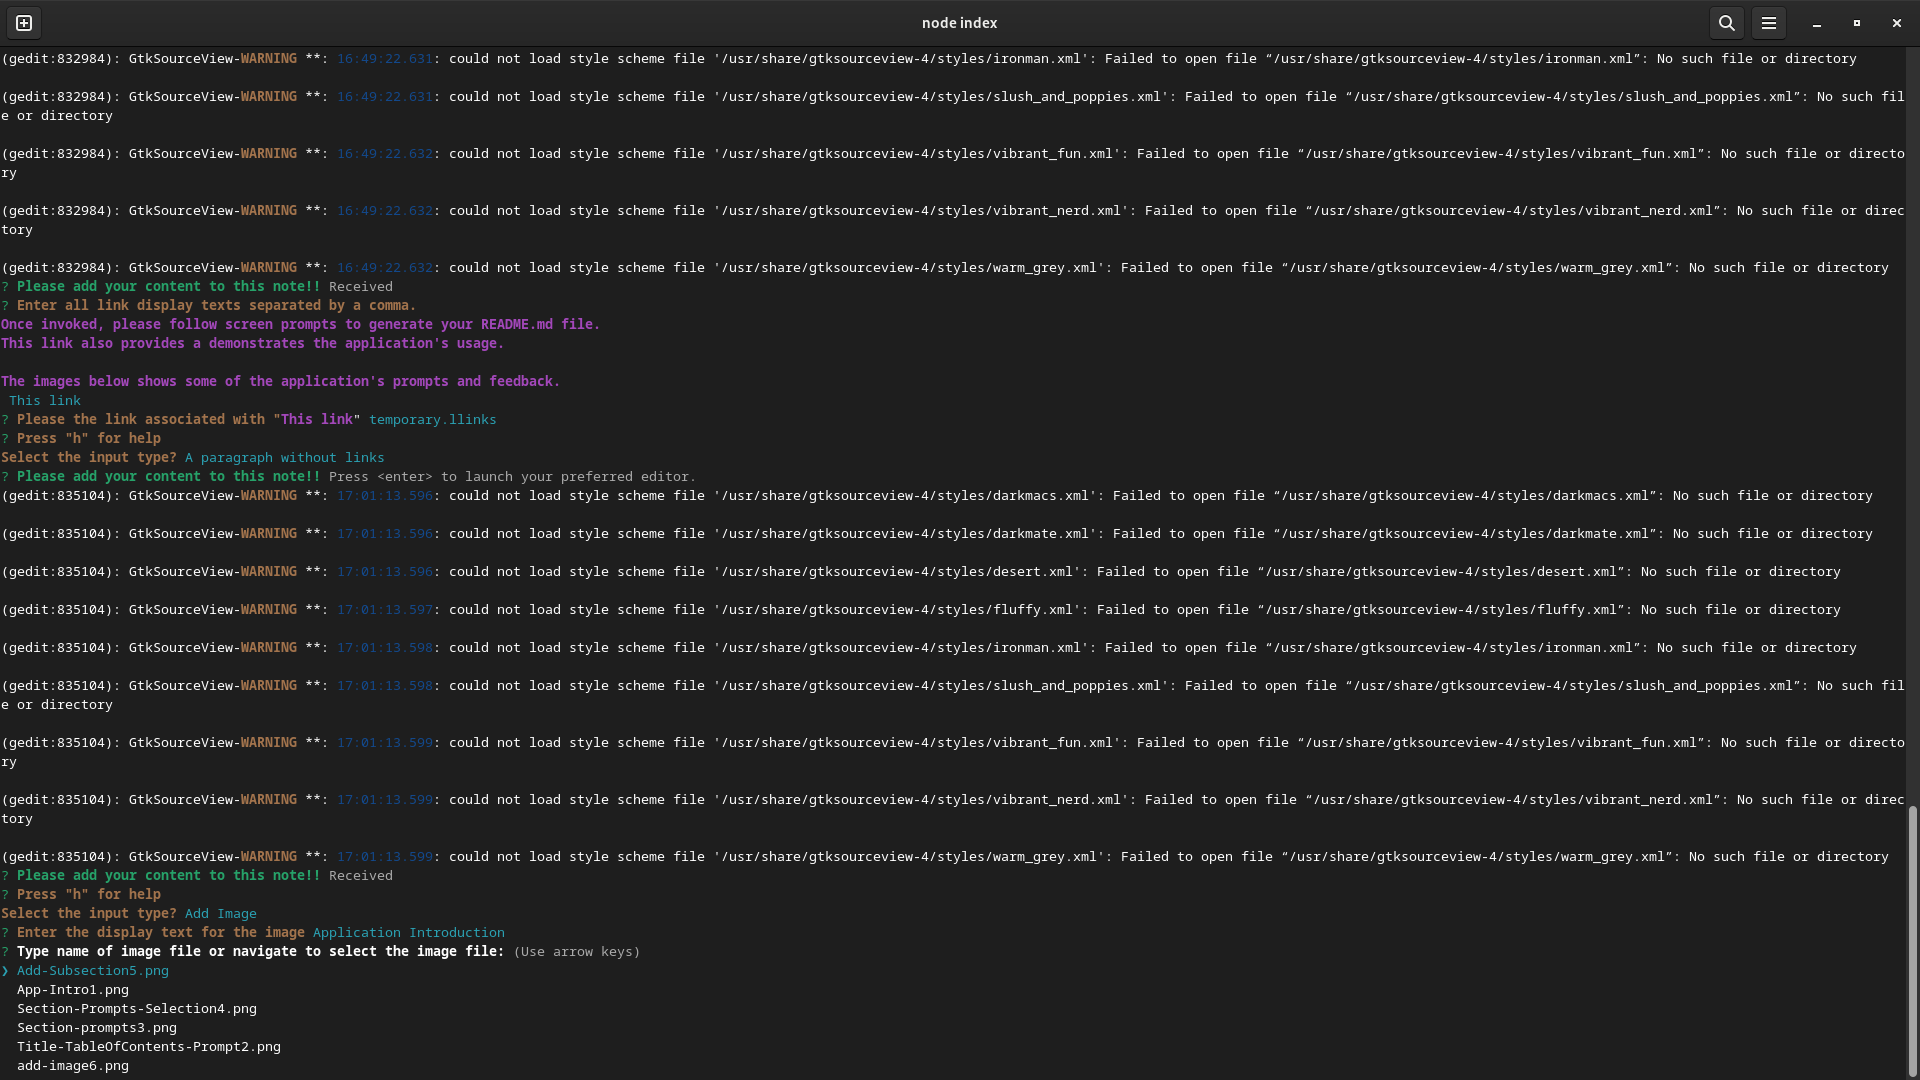 node index
(gedit:832984): GtkSourceView-WARNING **: 16:49:22.631: could not load style scheme file '/usr/share/gtksourceview-4/styles/ironman.xml': Failed to open file “/usr/share/gtksourceview-4/styles/ironman.xml”: No such file or directory
(gedit:832984): GtkSourceView-WARNING **: 16:49:22.631: could not load style scheme file '/usr/share/gtksourceview-4/styles/slush_and_poppies.xml': Failed to open file “/usr/share/gtksourceview-4/styles/slush_and_poppies.xml”: No such fil
e or directory
(gedit:832984): GtkSourceView-WARNING **: 16:49:22.632: could not load style scheme file '/usr/share/gtksourceview-4/styles/vibrant_fun.xml': Failed to open file “/usr/share/gtksourceview-4/styles/vibrant_fun.xml”: No such file or directo
ry
(gedit:832984): GtkSourceView-WARNING **: 16:49:22.632: could not load style scheme file '/usr/share/gtksourceview-4/styles/vibrant_nerd.xml': Failed to open file “/usr/share/gtksourceview-4/styles/vibrant_nerd.xml”: No such file or direc
tory
(gedit:832984): GtkSourceView-WARNING **: 16:49:22.632: could not load style scheme file '/usr/share/gtksourceview-4/styles/warm_grey.xml': Failed to open file “/usr/share/gtksourceview-4/styles/warm_grey.xml”: No such file or directory
? Please add your content to this note!! Received
? Enter all link display texts separated by a comma.
Once invoked, please follow screen prompts to generate your README.md file.
This link also provides a demonstrates the application's usage.
The images below shows some of the application's prompts and feedback.
This link
? Please the link associated with "This link" temporary.llinks
? Press "h" for help
Select the input type? A paragraph without links
? Please add your content to this note!! Press <enter> to launch your preferred editor.
(gedit:835104): GtkSourceView-WARNING **: 17:01:13.596: could not load style scheme file '/usr/share/gtksourceview-4/styles/darkmacs.xml': Failed to open file “/usr/share/gtksourceview-4/styles/darkmacs.xml”: No such file or directory
(gedit:835104): GtkSourceView-WARNING **: 17:01:13.596: could not load style scheme file '/usr/share/gtksourceview-4/styles/darkmate.xml': Failed to open file “/usr/share/gtksourceview-4/styles/darkmate.xml”: No such file or directory
(gedit:835104): GtkSourceView-WARNING **: 17:01:13.596: could not load style scheme file '/usr/share/gtksourceview-4/styles/desert.xml': Failed to open file “/usr/share/gtksourceview-4/styles/desert.xml”: No such file or directory
(gedit:835104): GtkSourceView-WARNING **: 17:01:13.597: could not load style scheme file '/usr/share/gtksourceview-4/styles/fluffy.xml': Failed to open file “/usr/share/gtksourceview-4/styles/fluffy.xml”: No such file or directory
(gedit:835104): GtkSourceView-WARNING **: 17:01:13.598: could not load style scheme file '/usr/share/gtksourceview-4/styles/ironman.xml': Failed to open file “/usr/share/gtksourceview-4/styles/ironman.xml”: No such file or directory
(gedit:835104): GtkSourceView-WARNING **: 17:01:13.598: could not load style scheme file '/usr/share/gtksourceview-4/styles/slush_and_poppies.xml': Failed to open file “/usr/share/gtksourceview-4/styles/slush_and_poppies.xml”: No such fil
e or directory
(gedit:835104): GtkSourceView-WARNING **: 17:01:13.599: could not load style scheme file '/usr/share/gtksourceview-4/styles/vibrant_fun.xml': Failed to open file “/usr/share/gtksourceview-4/styles/vibrant_fun.xml”: No such file or directo
ry
(gedit:835104): GtkSourceView-WARNING **: 17:01:13.599: could not load style scheme file '/usr/share/gtksourceview-4/styles/vibrant_nerd.xml': Failed to open file “/usr/share/gtksourceview-4/styles/vibrant_nerd.xml”: No such file or direc
tory
(gedit:835104): GtkSourceView-WARNING **: 17:01:13.599: could not load style scheme file '/usr/share/gtksourceview-4/styles/warm_grey.xml': Failed to open file “/usr/share/gtksourceview-4/styles/warm_grey.xml”: No such file or directory
? Please add your content to this note!! Received
? Press "h" for help
Select the input type? Add Image
? Enter the display text for the image Application Introduction
? Type name of image file or navigate to select the image file: (Use arrow keys)
❯ Add-Subsection5.png
App-Intro1.png
Section-Prompts-Selection4.png
Section-prompts3.png
Title-TableOfContents-Prompt2.png
add-image6.png